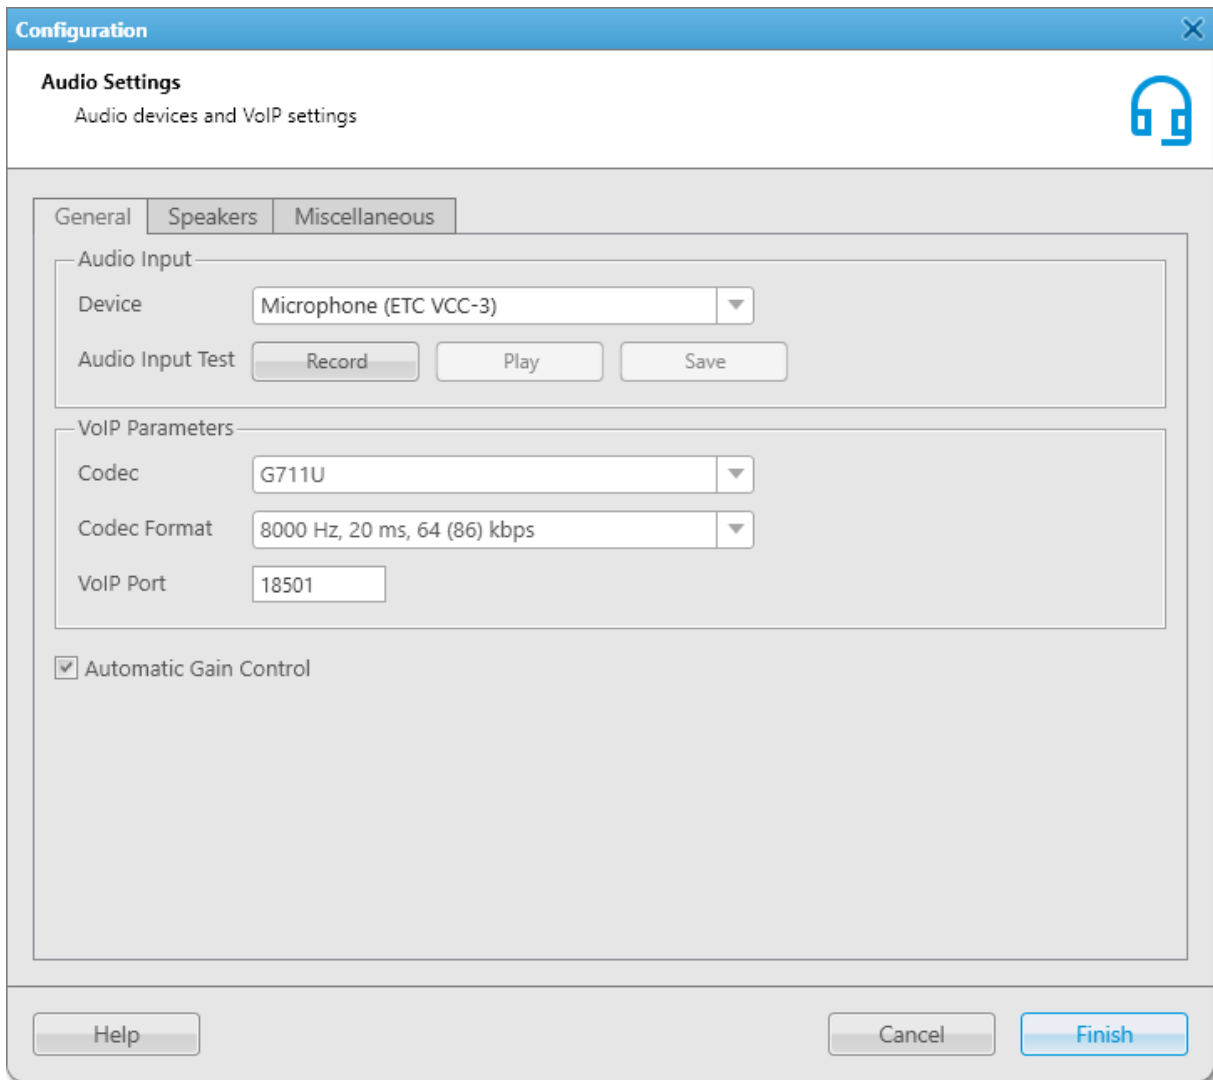 Configuration
Audio Settings
Audio devices and VoIP settings
General Speakers Miscellaneous
Audio Input
Device Microphone (ETC VCC-3)
Audio Input Test Record Play Save
VoIP Parameters
Codec G711U
Codec Format 8000 Hz, 20 ms, 64 (86) kbps
VoIP Port 18501
Automatic Gain Control
Help Cancel Finish